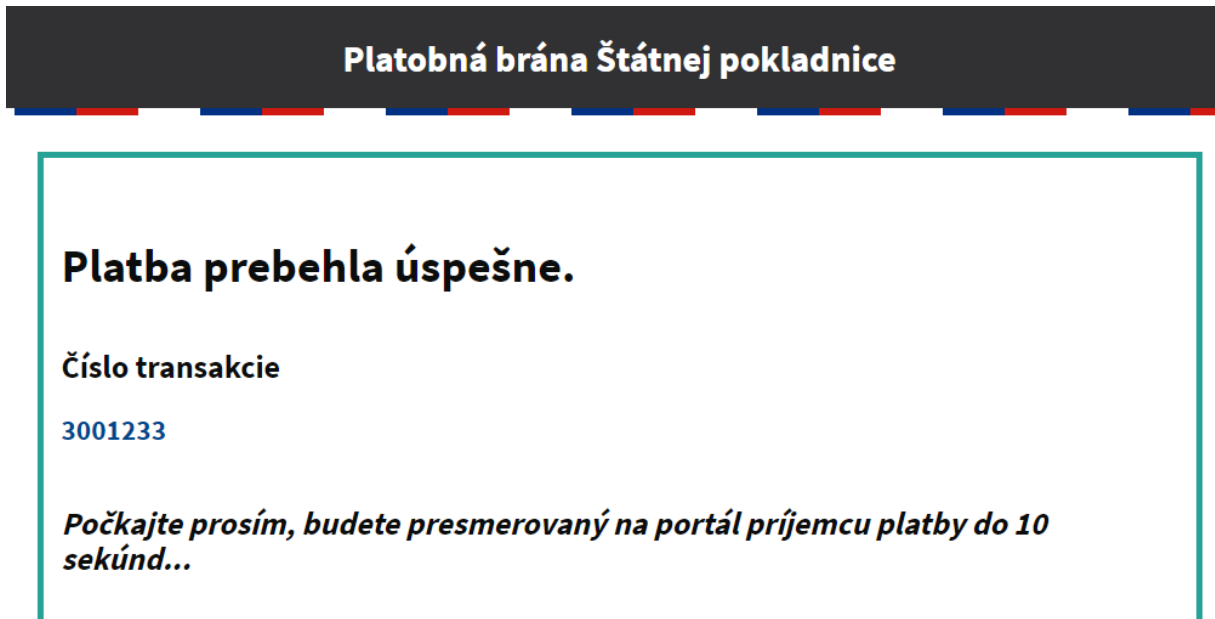 Platobná brána Štátnej pokladnice
Platba prebehla úspešne.
Číslo transakcie
3001233
Počkajte prosím, budete presmerovaný na portál príjemcu platby do 10
sekúnd...